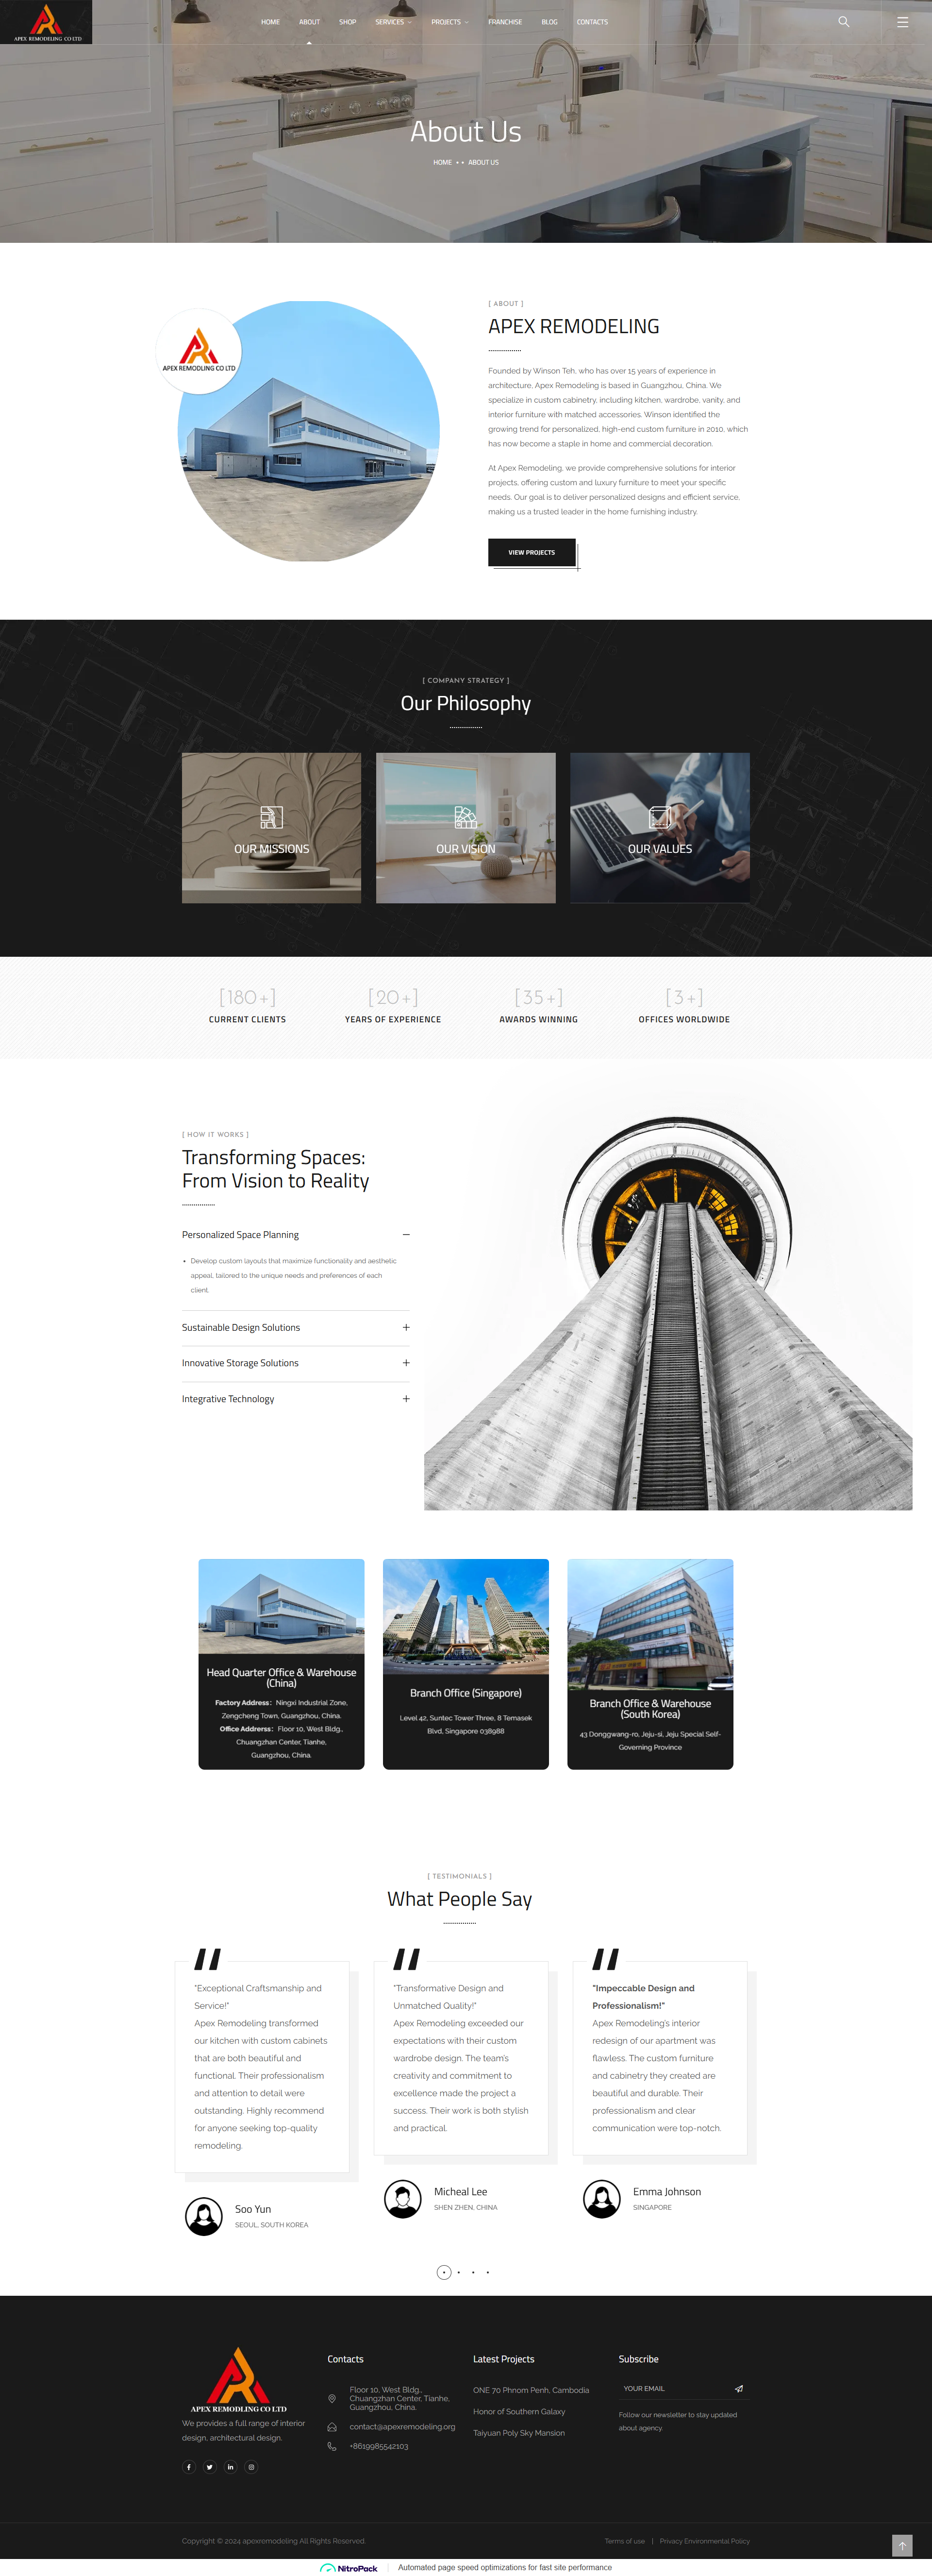 APEX REMODELING CO LTD
HOME
ABOUT
SHOP
SERVICES
PROJECTS
FRANCHISE
BLOG
CONTACTS
About Us
HOME • • ABOUT US
APEX REMODLING CO LTD
[ ABOUT ]
APEX REMODELING
Founded by Winson Teh, who has over 15 years of experience in
architecture, Apex Remodeling is based in Guangzhou, China. We
specialize in custom cabinetry, including kitchen, wardrobe, vanity, and
interior furniture with matched accessories. Winson identified the
growing trend for personalized, high-end custom furniture in 2010, which
has now become a staple in home and commercial decoration.
At Apex Remodeling, we provide comprehensive solutions for interior
projects, offering custom and luxury furniture to meet your specific
needs. Our goal is to deliver personalized designs and efficient service,
making us a trusted leader in the home furnishing industry.
VIEW PROJECTS
[ COMPANY STRATEGY ]
Our Philosophy
OUR MISSIONS
OUR VISION
OUR VALUES
[180+]
CURRENT CLIENTS
[20+]
YEARS OF EXPERIENCE
[35+]
AWARDS WINNING
[3+]
OFFICES WORLDWIDE
[ HOW IT WORKS ]
Transforming Spaces:
From Vision to Reality
Personalized Space Planning
• Develop custom layouts that maximize functionality and aesthetic
appeal, tailored to the unique needs and preferences of each
client.
Sustainable Design Solutions
Innovative Storage Solutions
Integrative Technology
Head Quarter Office & Warehouse
(China)
Factory Address： Ningxi Industrial Zone,
Zengcheng Town, Guangzhou, China.
Office Addrerss： Floor 10, West Bldg.,
Chuangzhan Center, Tianhe,
Guangzhou, China.
Branch Office (Singapore)
Level 42, Suntec Tower Three, 8 Temasek
Blvd, Singapore 038988
Branch Office & Warehouse
(South Korea)
43 Donggwang-ro, Jeju-si, Jeju Special Self-
Governing Province
[ TESTIMONIALS ]
What People Say
"Exceptional Craftsmanship and
Service!"
Apex Remodeling transformed
our kitchen with custom cabinets
that are both beautiful and
functional. Their professionalism
and attention to detail were
outstanding. Highly recommend
for anyone seeking top-quality
remodeling.
Soo Yun
SEOUL, SOUTH KOREA
"Transformative Design and
Unmatched Quality!"
Apex Remodeling exceeded our
expectations with their custom
wardrobe design. The team's
creativity and commitment to
excellence made the project a
success. Their work is both stylish
and practical.
Micheal Lee
SHEN ZHEN, CHINA
"Impeccable Design and
Professionalism!"
Apex Remodeling's interior
redesign of our apartment was
flawless. The custom furniture
and cabinetry they created are
beautiful and durable. Their
professionalism and clear
communication were top-notch.
Emma Johnson
SINGAPORE
APEX REMODLING CO LTD
We provides a full range of interior
design, architectural design.
Contacts
Floor 10, West Bldg.,
Chuangzhan Center, Tianhe,
Guangzhou, China.
contact@apexremodeling.org
+8619985542103
Latest Projects
ONE 70 Phnom Penh, Cambodia
Honor of Southern Galaxy
Taiyuan Poly Sky Mansion
Subscribe
YOUR EMAIL
Follow our newsletter to stay updated
about agency.
Copyright © 2024 apexremodeling All Rights Reserved.
Terms of use | Privacy Environmental Policy
NitroPack
Automated page speed optimizations for fast site performance